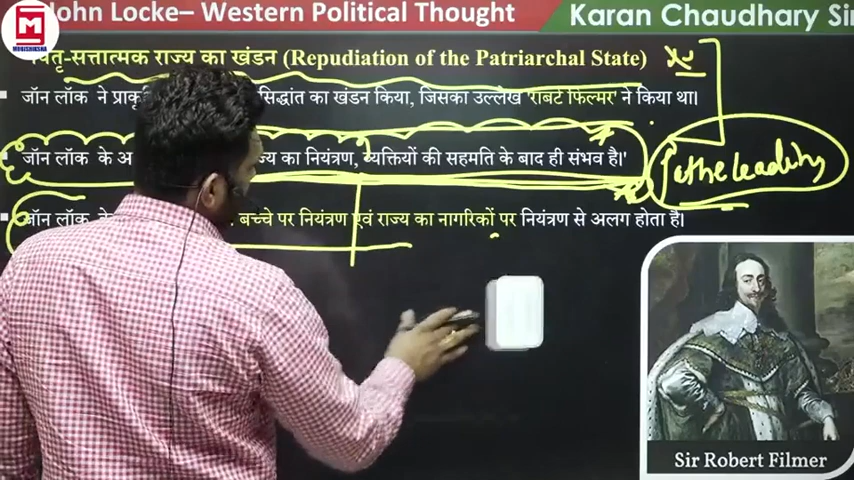 John Locke– Western Political Thought
Karan Chaudhary Sir
पितृ-सत्तात्मक राज्य का खंडन (Repudiation of the Patriarchal State)
जॉन लॉक ने सिद्धांत का खंडन किया, जिसका उल्लेख 'राबर्ट फिल्मर' ने किया था।
जॉन लॉक के का नियंत्रण, व्यक्तियों की सहमति के बाद ही संभव है।'
जॉन लॉक बच्चे पर नियंत्रण एवं राज्य का नागरिकों पर नियंत्रण से अलग होता है।
Sir Robert Filmer